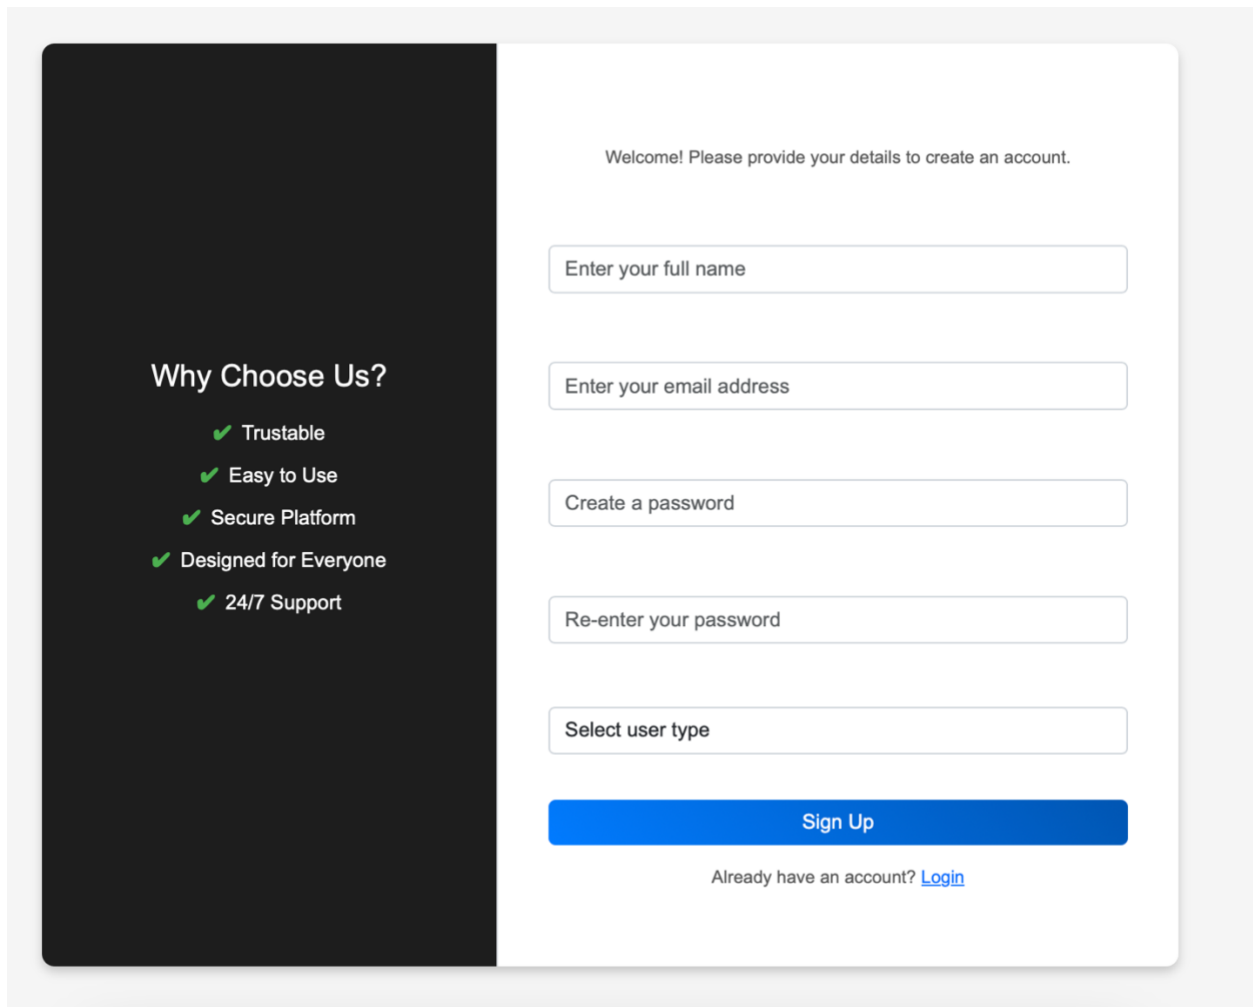 Why Choose Us?
✔ Trustable
✔ Easy to Use
✔ Secure Platform
✔ Designed for Everyone
✔ 24/7 Support
Welcome! Please provide your details to create an account.
Enter your full name
Enter your email address
Create a password
Re-enter your password
Select user type
Sign Up
Already have an account? Login